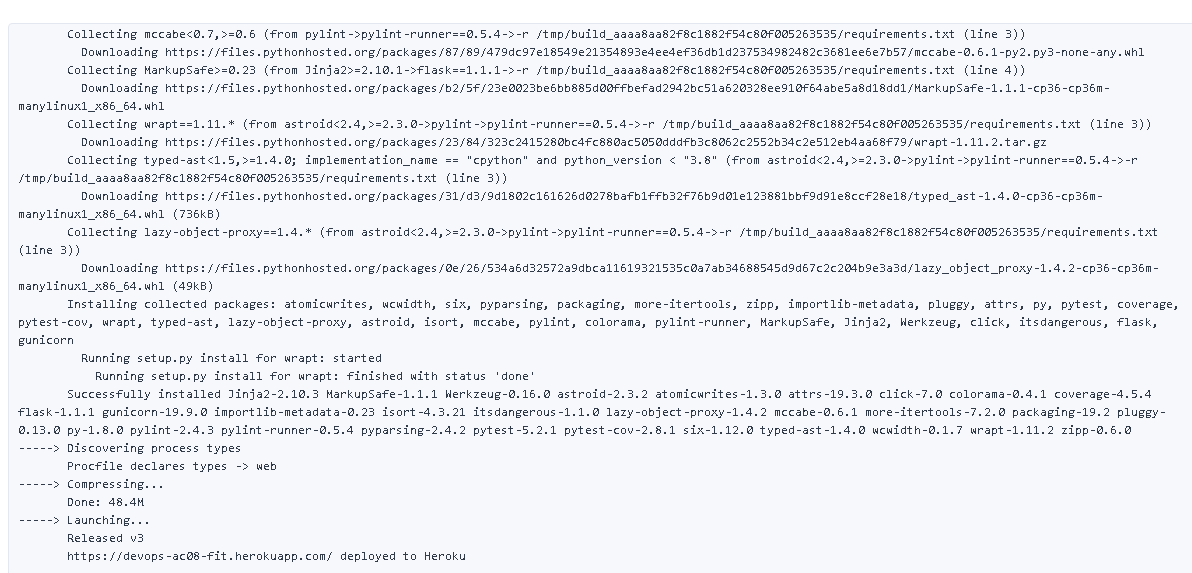 Collecting mccabe<0.7,>=0.6 (from pylint->pylint-runner==0.5.4->-r /tmp/build_aaaa8aa82f8c1882f54c80f005263535/requirements.txt (line 3))
Downloading https://files.pythonhosted.org/packages/87/89/479dc97e18549e21354893e4ee4ef36db1d237534982482c3681ee6e7b57/mccabe-0.6.1-py2.py3-none-any.whl
Collecting MarkupSafe>=0.23 (from Jinja2>=2.10.1->flask==1.1.1->-r /tmp/build_aaaa8aa82f8c1882f54c80f005263535/requirements.txt (line 4))
Downloading https://files.pythonhosted.org/packages/b2/5f/23e0023be6bb885d00ffbefad2942bc51a620328ee910f64abe5a8d18dd1/MarkupSafe-1.1.1-cp36-cp36m-
manylinux1_x86_64.whl
Collecting wrapt==1.11.* (from astroid<2.4,>=2.3.0->pylint->pylint-runner==0.5.4->-r /tmp/build_aaaa8aa82f8c1882f54c80f005263535/requirements.txt (line 3))
Downloading https://files.pythonhosted.org/packages/23/84/323c2415280bc4fc880ac5050dddfb3c8062c2552b34c2e512eb4aa68f79/wrapt-1.11.2.tar.gz
Collecting typed-ast<1.5,>=1.4.0; implementation_name == "cpython" and python_version < "3.8" (from astroid<2.4,>=2.3.0->pylint->pylint-runner==0.5.4->-r
/tmp/build_aaaa8aa82f8c1882f54c80f005263535/requirements.txt (line 3))
Downloading https://files.pythonhosted.org/packages/31/d3/9d1802c161626d0278bafb1ffb32f76b9d01e123881bbf9d91e8ccf28e18/typed_ast-1.4.0-cp36-cp36m-
manylinux1_x86_64.whl (736kB)
Collecting lazy-object-proxy==1.4.* (from astroid<2.4,>=2.3.0->pylint->pylint-runner==0.5.4->-r /tmp/build_aaaa8aa82f8c1882f54c80f005263535/requirements.txt
(line 3))
Downloading https://files.pythonhosted.org/packages/0e/26/534a6d32572a9dbca11619321535c0a7ab34688545d9d67c2c204b9e3a3d/lazy_object_proxy-1.4.2-cp36-cp36m-
manylinux1_x86_64.whl (49kB)
Installing collected packages: atomicwrites, wcwidth, six, pyparsing, packaging, more-itertools, zipp, importlib-metadata, pluggy, attrs, py, pytest, coverage,
pytest-cov, wrapt, typed-ast, lazy-object-proxy, astroid, isort, mccabe, pylint, colorama, pylint-runner, MarkupSafe, Jinja2, Werkzeug, click, itsdangerous, flask,
gunicorn
Running setup.py install for wrapt: started
Running setup.py install for wrapt: finished with status 'done'
Successfully installed Jinja2-2.10.3 MarkupSafe-1.1.1 Werkzeug-0.16.0 astroid-2.3.2 atomicwrites-1.3.0 attrs-19.3.0 click-7.0 colorama-0.4.1 coverage-4.5.4
flask-1.1.1 gunicorn-19.9.0 importlib-metadata-0.23 isort-4.3.21 itsdangerous-1.1.0 lazy-object-proxy-1.4.2 mccabe-0.6.1 more-itertools-7.2.0 packaging-19.2 pluggy-
0.13.0 py-1.8.0 pylint-2.4.3 pylint-runner-0.5.4 pyparsing-2.4.2 pytest-5.2.1 pytest-cov-2.8.1 six-1.12.0 typed-ast-1.4.0 wcwidth-0.1.7 wrapt-1.11.2 zipp-0.6.0
-----> Discovering process types
Procfile declares types -> web
-----> Compressing...
Done: 48.4M
-----> Launching...
Released v3
https://devops-ac08-fit.herokuapp.com/ deployed to Heroku